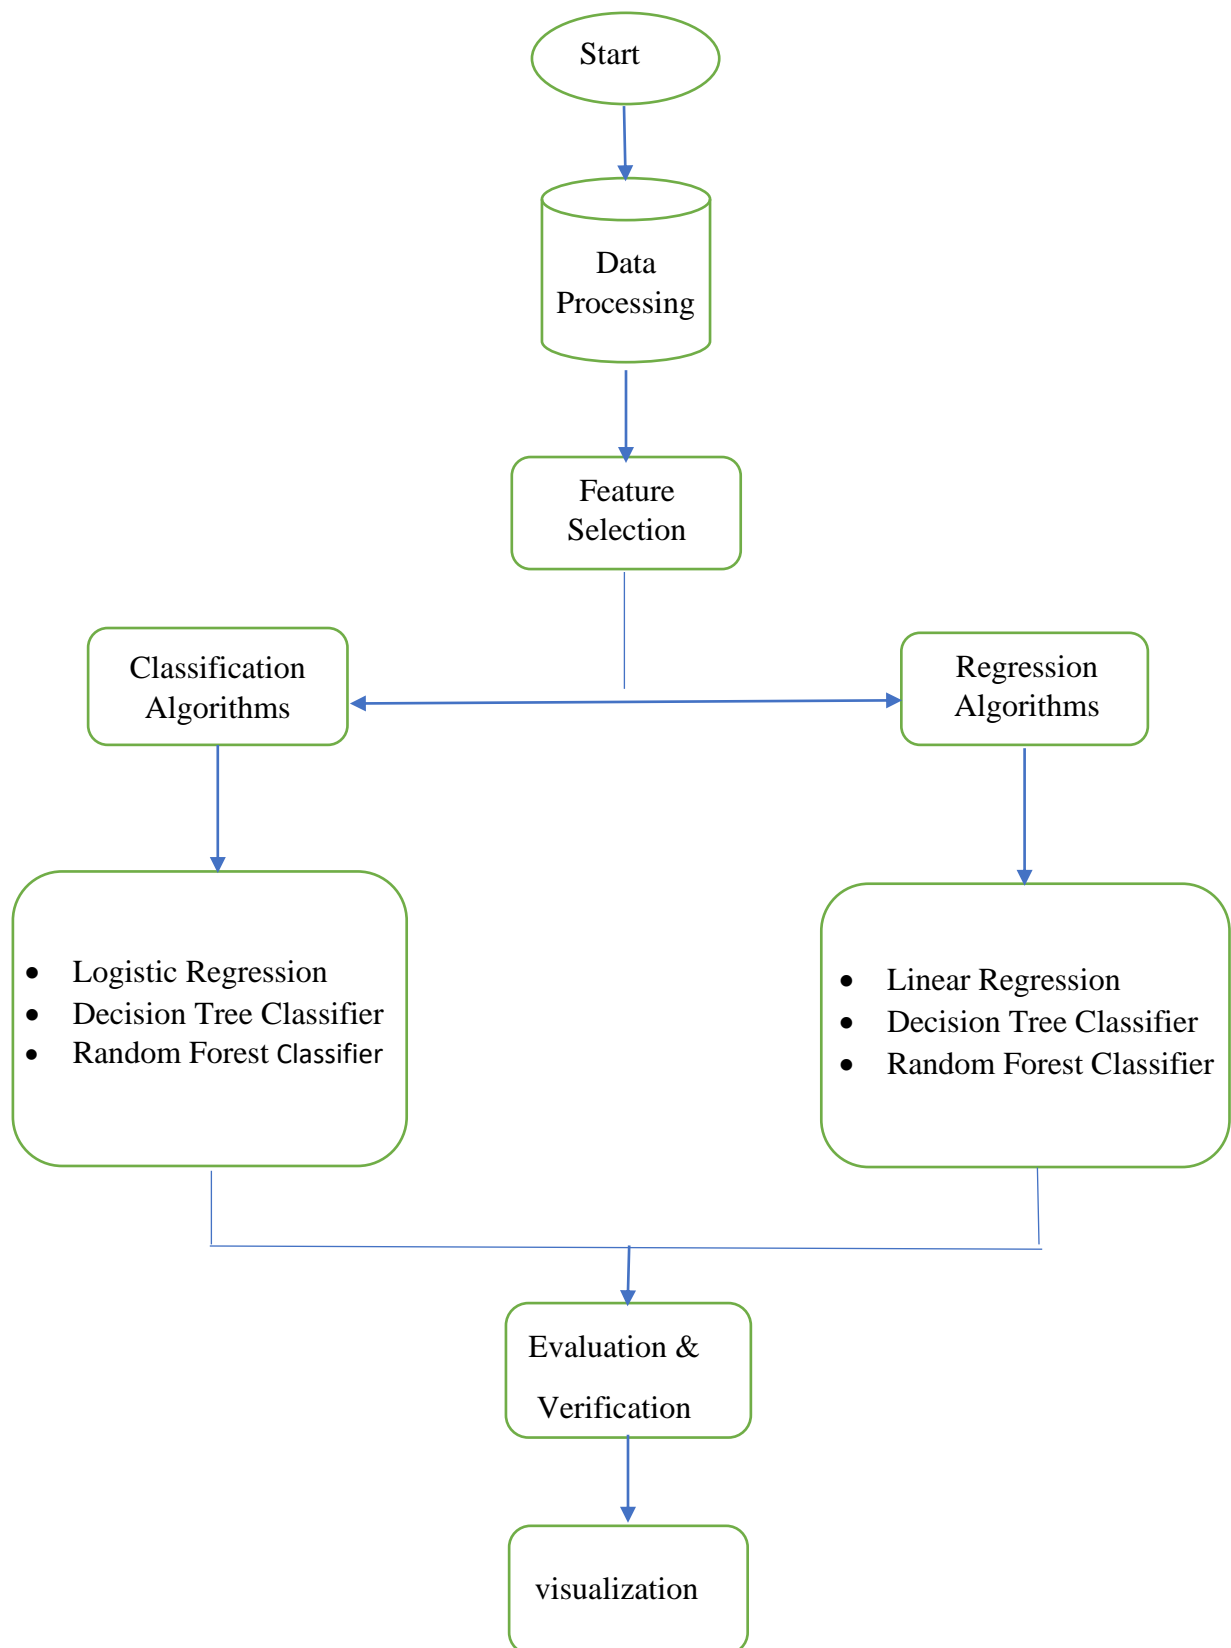 Start
Data
Processing
Feature
Selection
Classification
Algorithms
Regression
Algorithms
• Logistic Regression
• Decision Tree Classifier
• Random Forest Classifier
• Linear Regression
• Decision Tree Classifier
• Random Forest Classifier
Evaluation &
Verification
visualization